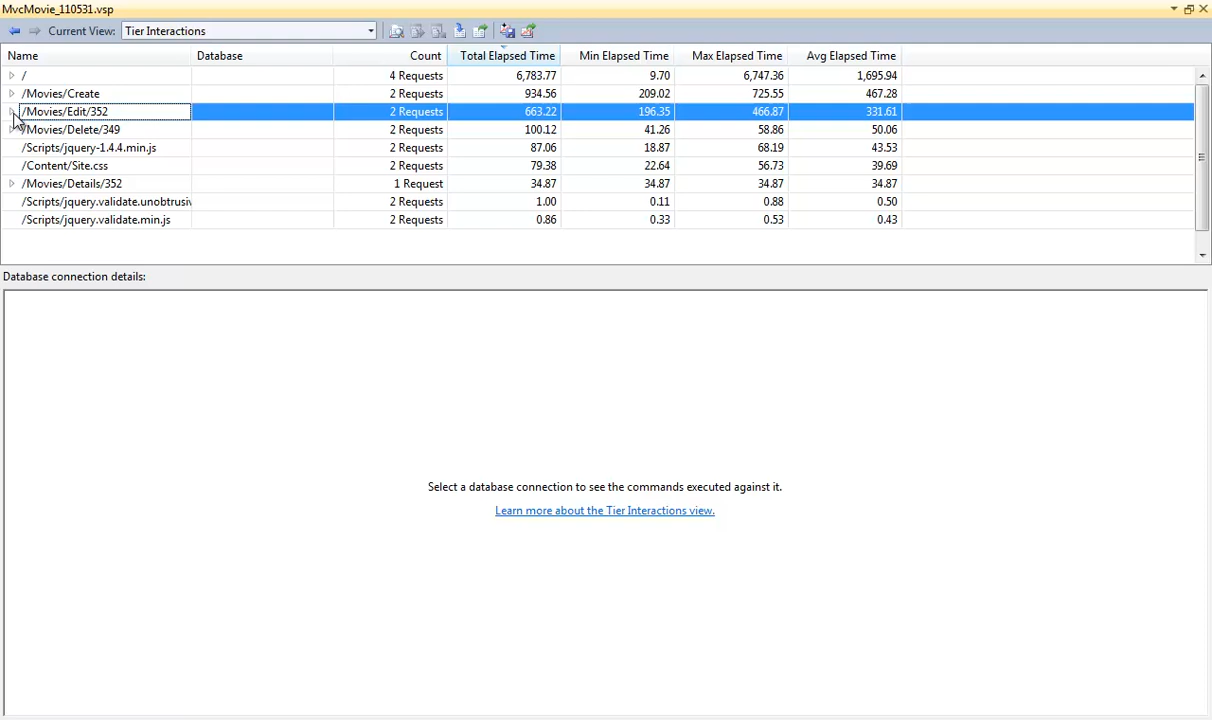 MvcMovie_110531.vsp
Current View: Tier Interactions
Name Database Count Total Elapsed Time Min Elapsed Time Max Elapsed Time Avg Elapsed Time
/ 4 Requests 6,783.77 9.70 6,747.36 1,695.94
/Movies/Create 2 Requests 934.56 209.02 725.55 467.28
/Movies/Edit/352 2 Requests 663.22 196.35 466.87 331.61
/Movies/Delete/349 2 Requests 100.12 41.26 58.86 50.06
/Scripts/jquery-1.4.4.min.js 2 Requests 87.06 18.87 68.19 43.53
/Content/Site.css 2 Requests 79.38 22.64 56.73 39.69
/Movies/Details/352 1 Request 34.87 34.87 34.87 34.87
/Scripts/jquery.validate.unobtrusiv 2 Requests 1.00 0.11 0.88 0.50
/Scripts/jquery.validate.min.js 2 Requests 0.86 0.33 0.53 0.43
Database connection details:
Select a database connection to see the commands executed against it.
Learn more about the Tier Interactions view.